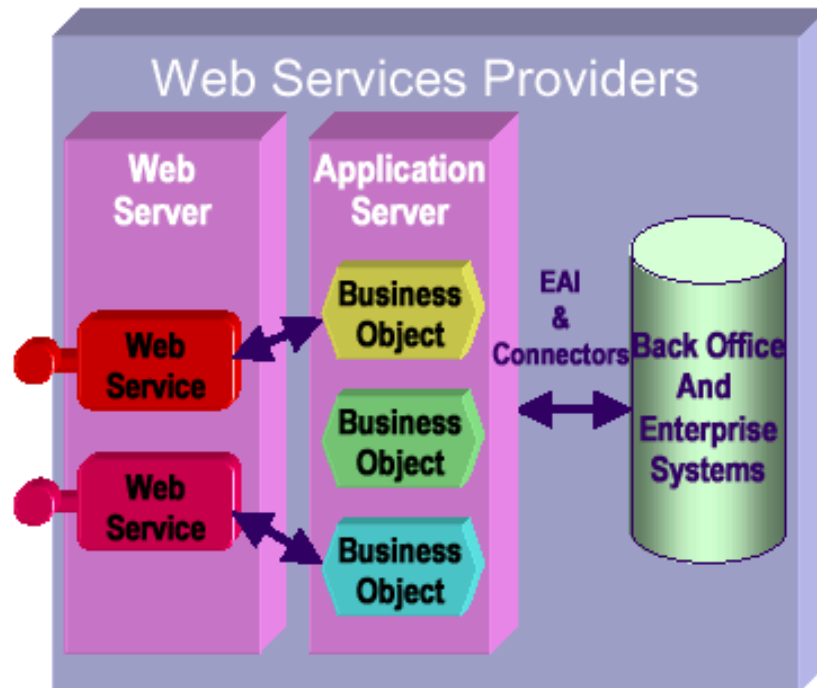 Web Services Providers
Web
Server
Application
Server
Web
Service
Web
Service
Business
Object
Business
Object
Business
Object
EAI
&
Connectors
Back Office
And
Enterprise
Systems